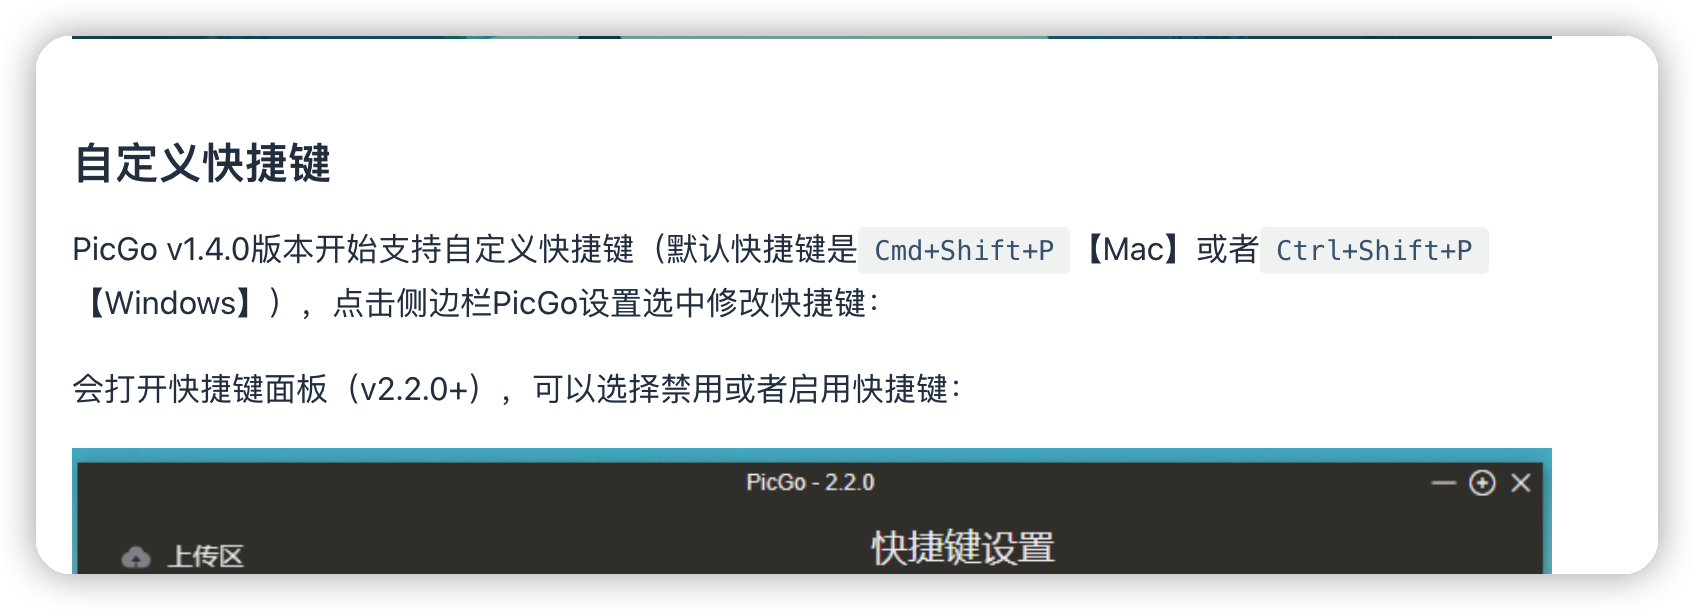 自定义快捷键
PicGo v1.4.0版本开始支持自定义快捷键（默认快捷键是 Cmd+Shift+P 【Mac】或者 Ctrl+Shift+P
【Windows】），点击侧边栏PicGo设置选中修改快捷键：
会打开快捷键面板（v2.2.0+），可以选择禁用或者启用快捷键：
PicGo - 2.2.0
快捷键设置
上传区